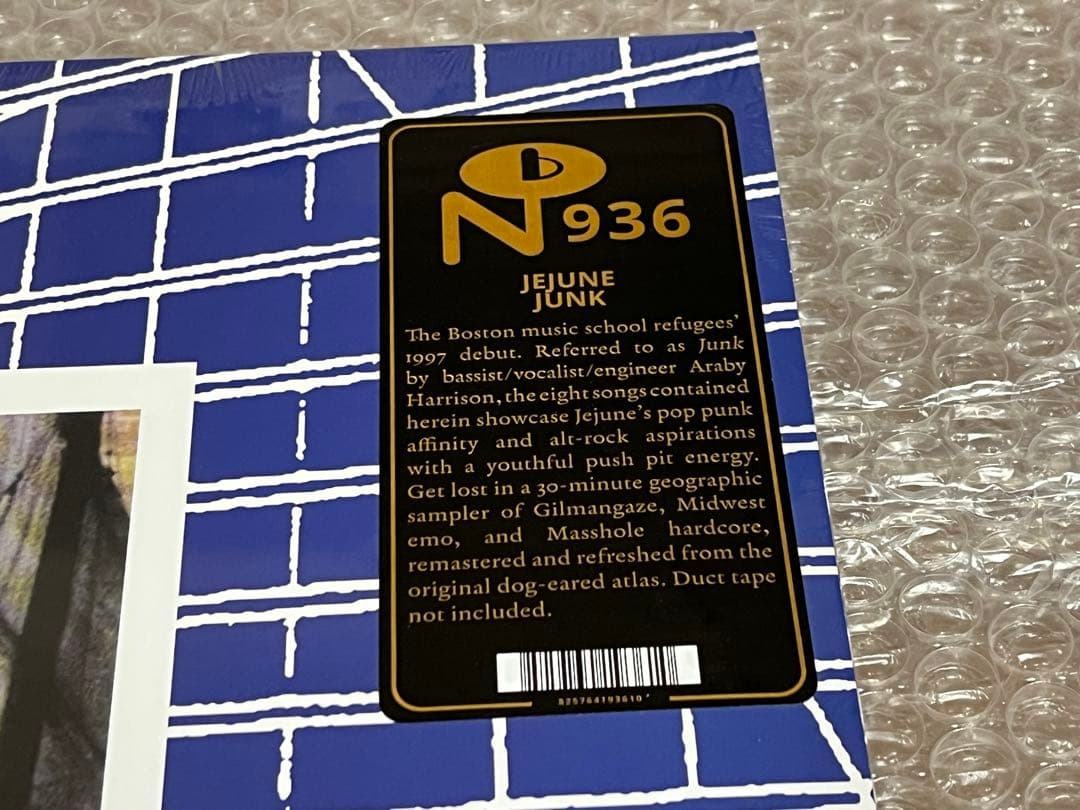 N 936
JEJUNE
JUNK
The Boston music school refugees’
1997 debut. Referred to as Junk
by bassist/vocalist/engineer Araby
Harrison, the eight songs contained
herein showcase Jejune’s pop punk
affinity and alt-rock aspirations
with a youthful push pit energy.
Get lost in a 30-minute geographic
sampler of Gilmangaze, Midwest
emo, and Masshole hardcore,
remastered and refreshed from the
original dog-eared atlas. Duct tape
not included.
825764193610